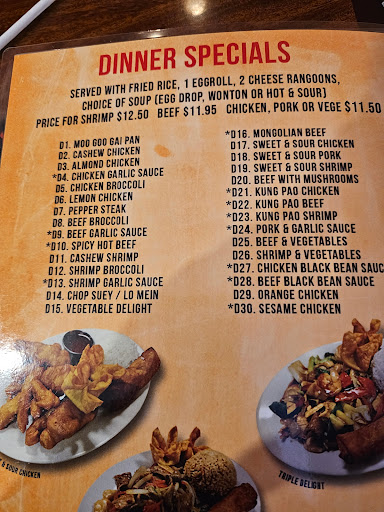 DINNER SPECIALS
SERVED WITH FRIED RICE, 1 EGGROLL, 2 CHEESE RANGOONS,
CHOICE OF SOUP (EGG DROP, WONTON OR HOT & SOUR)
PRICE FOR SHRIMP $12.50 BEEF $11.95 CHICKEN, PORK OR VEGE $11.50
D1. MOO GOO GAI PAN
D2. CASHEW CHICKEN
D3. ALMOND CHICKEN
*D4. CHICKEN GARLIC SAUCE
D5. CHICKEN BROCCOLI
D6. LEMON CHICKEN
D7. PEPPER STEAK
D8. BEEF BROCCOLI
*D9. BEEF GARLIC SAUCE
*D10. SPICY HOT BEEF
D11. CASHEW SHRIMP
D12. SHRIMP BROCCOLI
*D13. SHRIMP GARLIC SAUCE
D14. CHOP SUEY / LO MEIN
D15. VEGETABLE DELIGHT
*D16. MONGOLIAN BEEF
D17. SWEET & SOUR CHICKEN
D18. SWEET & SOUR PORK
D19. SWEET & SOUR SHRIMP
D20. BEEF WITH MUSHROOMS
*D21. KUNG PAO CHICKEN
*D22. KUNG PAO BEEF
*D23. KUNG PAO SHRIMP
*D24. PORK & GARLIC SAUCE
D25. BEEF & VEGETABLES
D26. SHRIMP & VEGETABLES
*D27. CHICKEN BLACK BEAN SAUC
*D28. BEEF BLACK BEAN SAUCE
D29. ORANGE CHICKEN
*D30. SESAME CHICKEN
& SOUR CHICKEN
TRIPLE DELIGHT